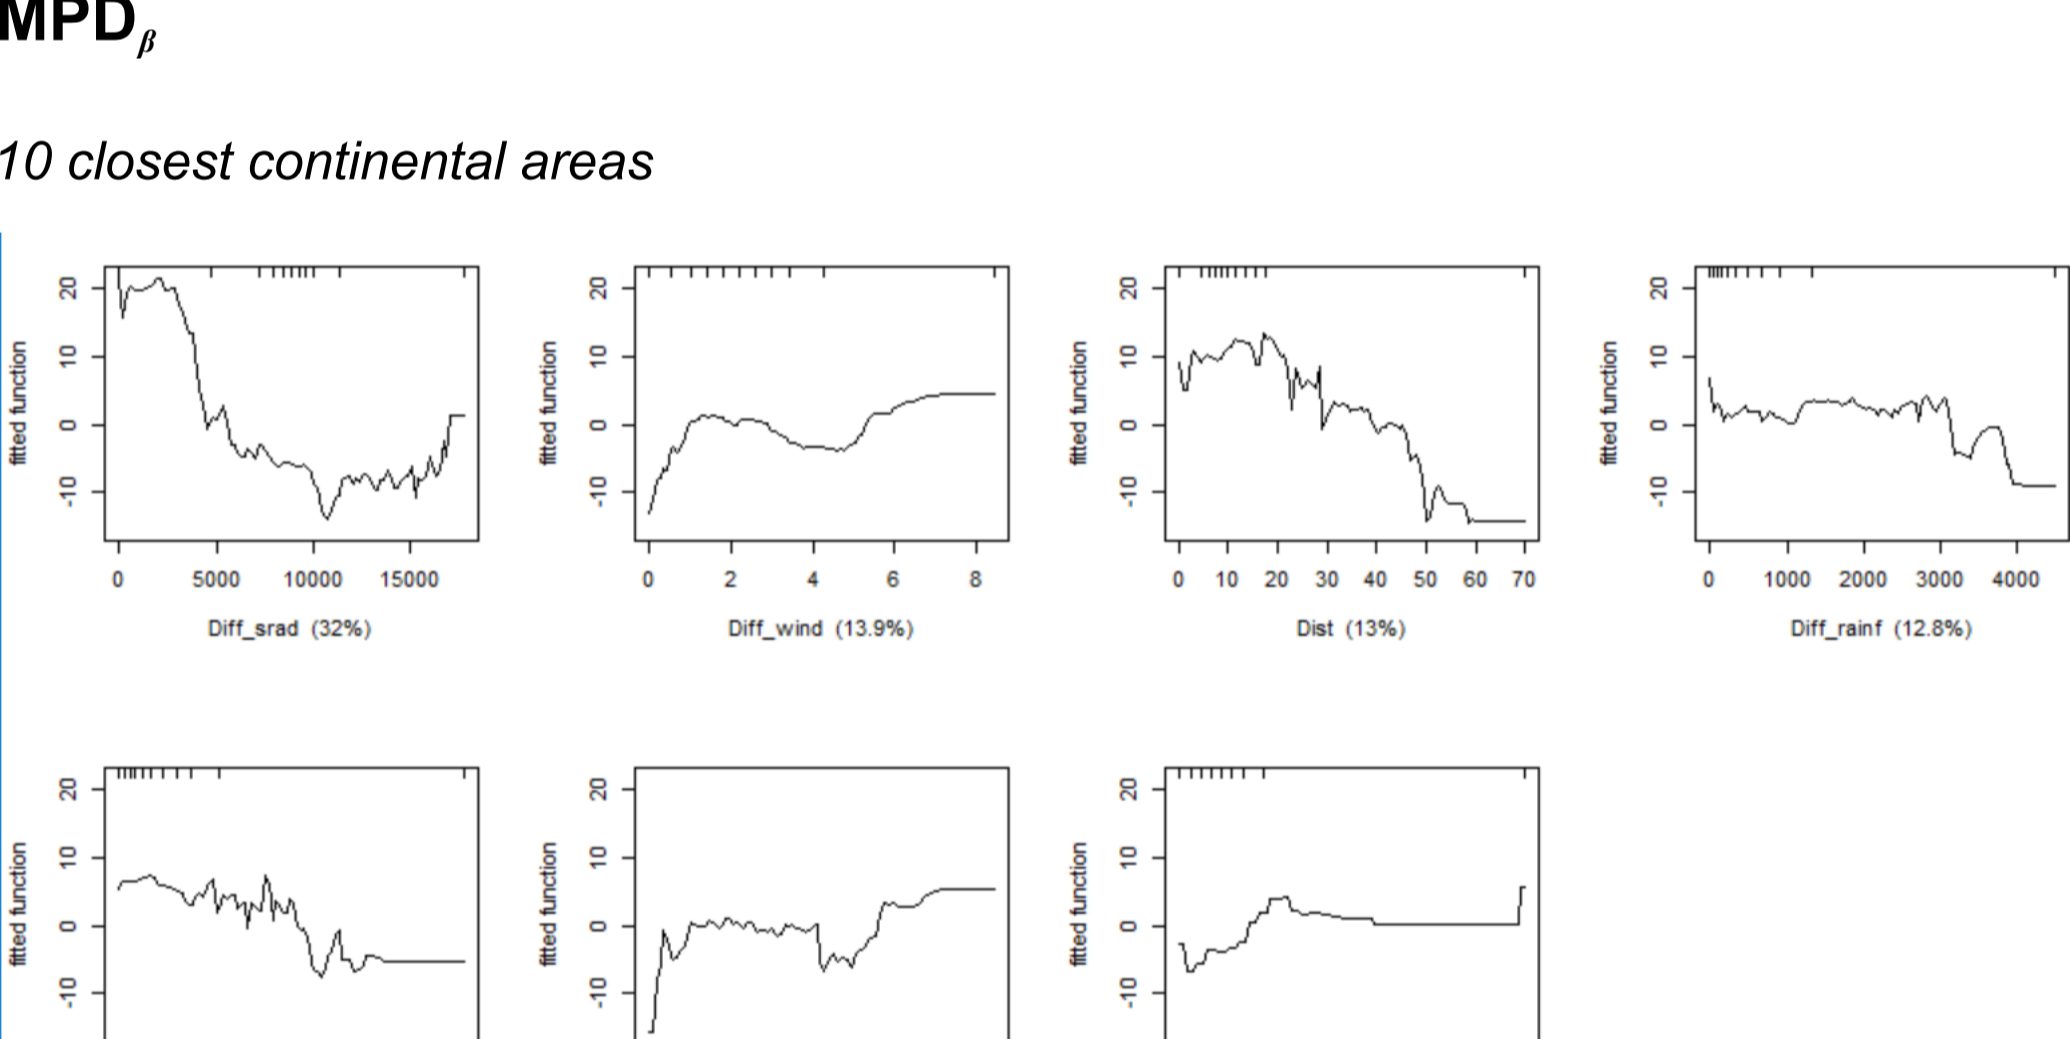 MPDβ
10 closest continental areas
fitted function
20
10
0
-10
0 5000 10000 15000
Diff_srad (32%)
fitted function
20
10
0
-10
0 2 4 6 8
Diff_wind (13.9%)
fitted function
20
10
0
-10
0 10 20 30 40 50 60 70
Dist (13%)
fitted function
20
10
0
-10
0 1000 2000 3000 4000
Diff_rainf (12.8%)
fitted function
20
10
0
-10
fitted function
20
10
0
-10
fitted function
20
10
0
-10